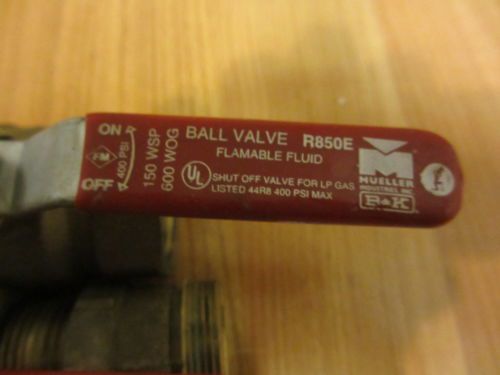 ON
FM
400 PSI
OFF
150 WSP
600 WOG
BALL VALVE R850E
FLAMABLE FLUID
UL
SHUT OFF VALVE FOR LP GAS
LISTED 44R8 400 PSI MAX
M
MUELLER
INDUSTRIES, INC.
B&K